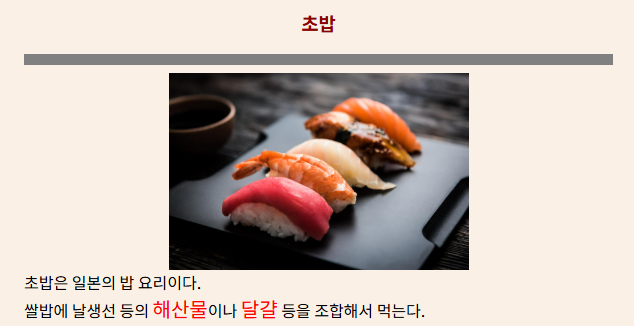 초밥
초밥은 일본의 밥 요리이다.
쌀밥에 날생선 등의 해산물이나 달걀 등을 조합해서 먹는다.